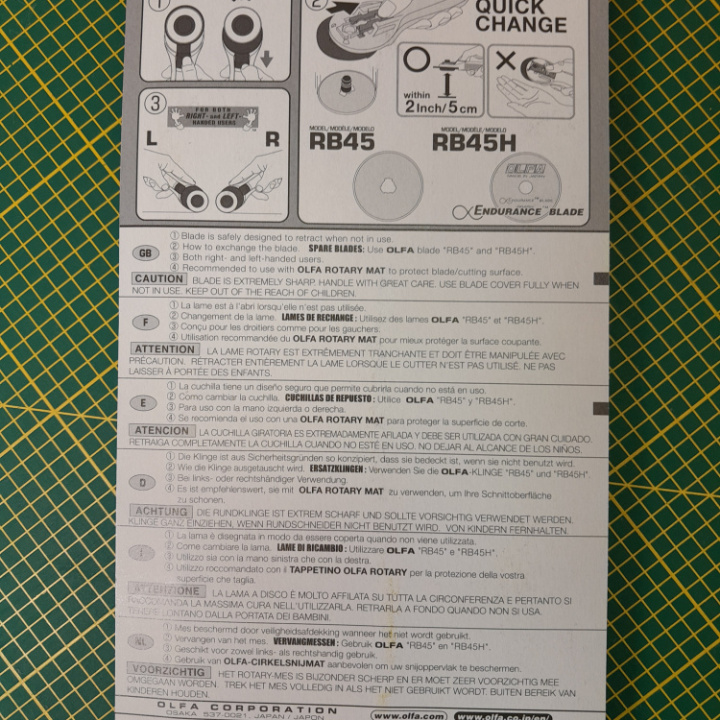 1
2
QUICK
CHANGE
within
2Inch/5cm
3
FOR BOTH
RIGHT- and LEFT-
HANDED USERS
L R
MODEL/MODÈLE/MODELO
RB45
MODEL/MODÈLE/MODELO
RB45H
OLFA
ENDURANCE BLADE
GB
① Blade is safely designed to retract when not in use.
② How to exchange the blade. SPARE BLADES: Use OLFA blade "RB45" and "RB45H".
③ Both right- and left-handed users.
④ Recommended to use with OLFA ROTARY MAT to protect blade/cutting surface.
CAUTION BLADE IS EXTREMELY SHARP. HANDLE WITH GREAT CARE. USE BLADE COVER FULLY WHEN
NOT IN USE. KEEP OUT OF THE REACH OF CHILDREN.
F
① La lame est à l'abri lorsqu'elle n'est pas utilisée.
② Changement de la lame. LAMES DE RECHANGE: Utilisez des lames OLFA "RB45" et "RB45H".
③ Conçu pour les droitiers comme pour les gauchers.
④ Utilisation recommandée du OLFA ROTARY MAT pour mieux protéger la surface coupante.
ATTENTION LA LAME ROTARY EST EXTRÊMEMENT TRANCHANTE ET DOIT ÊTRE MANIPULÉE AVEC
PRÉCAUTION. RÉTRACTER ENTIÈREMENT LA LAME LORSQUE LE CUTTER N'EST PAS UTILISÉ. NE PAS
LAISSER À PORTÉE DES ENFANTS.
E
① La cuchilla tiene un diseño seguro que permite cubrirla cuando no está en uso.
② Cómo cambiar la cuchilla. CUCHILLAS DE REPUESTO: Utilice OLFA "RB45" y "RB45H".
③ Para uso con la mano izquerda o derecha.
④ Se recomienda el uso con una OLFA ROTARY MAT para proteger la superficie de corte.
ATENCION LA CUCHILLA GIRATORIA ES EXTREMADAMENTE AFILADA Y DEBE SER UTILIZADA CON GRAN CUIDADO.
RETRAIGA COMPLETAMENTE LA CUCHILLA CUANDO NO ESTÉ EN USO. NO DEJAR AL ALCANCE DE LOS NIÑOS.
D
① Die Klinge ist aus Sicherheitsgründen so konzipiert, dass sie bedeckt ist, wenn sie nicht benutzt wird.
② Wie die Klinge ausgetauscht wird. ERSATZKLINGEN: Verwenden Sie die OLFA-KLINGE "RB45" und "RB45H".
③ Bei links- oder rechtshändiger Verwendung.
④ Es ist empfehlenswert, sie mit OLFA ROTARY MAT zu verwenden, um Ihre Schnittoberfläche
zu schonen.
ACHTUNG DIE RUNDKLINGE IST EXTREM SCHARF UND SOLLTE VORSICHTIG VERWENDET WERDEN.
KLINGE GANZ EINZIEHEN, WENN RUNDSCHNEIDER NICHT BENUTZT WIRD. VON KINDERN FERNHALTEN.
I
① La lama è disegnata in modo da essere coperta quando non viene utilizzata.
② Come cambiare la lama. LAME DI RICAMBIO: Utilizzare OLFA "RB45" e "RB45H".
③ Utilizzo sia con la mano sinistra che con la destra.
④ Utilizzo roccomandato con il TAPPETINO OLFA ROTARY per la protezione della vostra
superficie che taglia.
ATTENZIONE LA LAMA A DISCO È MOLTO AFFILATA SU TUTTA LA CIRCONFERENZA E PERTANTO SI
RACCOMANDA LA MASSIMA CURA NELL'UTILIZZARLA. RETRARLA A FONDO QUANDO NON SI USA.
TENERE LONTANO DALLA PORTATA DEI BAMBINI.
NL
① Mes beschermd door veiligheidsafdekking wanneer het niet wordt gebruikt.
② Vervangen van het mes. VERVANGMESSEN: Gebruik OLFA "RB45" en "RB45H".
③ Geschikt voor zowel links- als rechtshandig gebruik.
④ Gebruik van OLFA-CIRKELSNIJMAT aanbevolen om uw snijoppervlak te beschermen.
VOORZICHTIG HET ROTARY-MES IS BIJZONDER SCHERP EN ER MOET ZEER VOORZICHTIG MEE
OMGEGAAN WORDEN. TREK HET MES VOLLEDIG IN ALS HET NIET GEBRUIKT WORDT. BUITEN BEREIK VAN
KINDEREN HOUDEN.
OLFA CORPORATION
OSAKA 537-0021, JAPAN / JAPON
www.olfa.com www.olfa.co.jp/en/